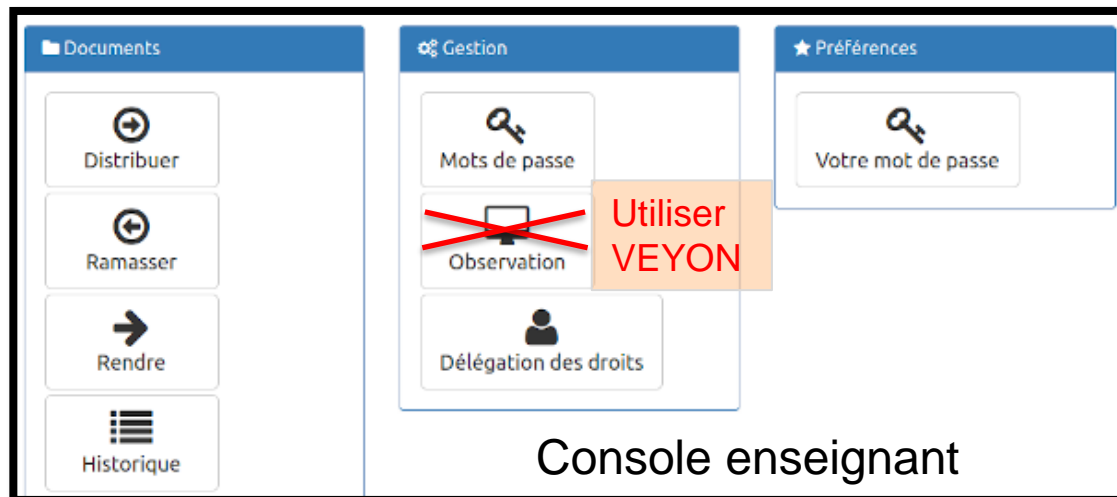 Documents
Distribuer
Ramasser
Rendre
Historique
Gestion
Mots de passe
Observation
Utiliser
VEYON
Délégation des droits
Préférences
Votre mot de passe
Console enseignant